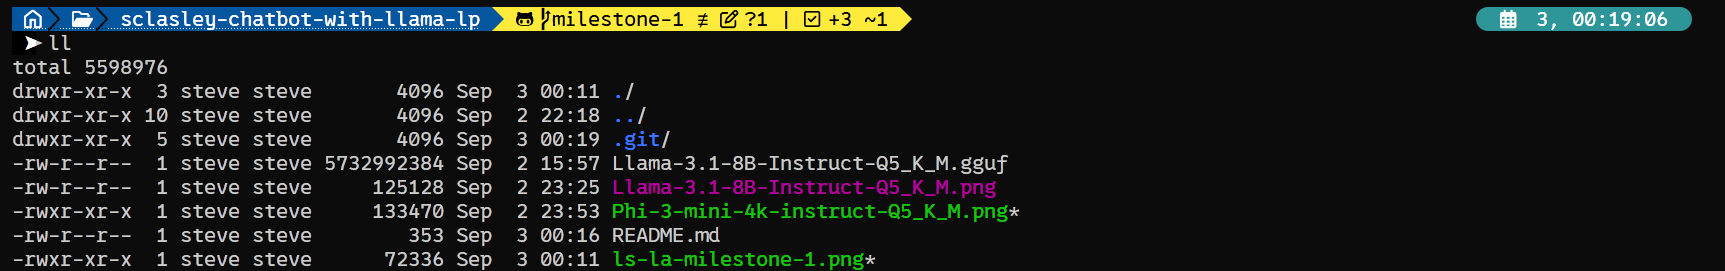 sclasley-chatbot-with-llama-lp milestone-1 ≢ ?1 | +3 ~1 3, 00:19:06
ll
total 5598976
drwxr-xr-x  3 steve steve       4096 Sep  3 00:11 ./
drwxr-xr-x 10 steve steve       4096 Sep  2 22:18 ../
drwxr-xr-x  5 steve steve       4096 Sep  3 00:19 .git/
-rw-r--r--  1 steve steve 5732992384 Sep  2 15:57 Llama-3.1-8B-Instruct-Q5_K_M.gguf
-rw-r--r--  1 steve steve     125128 Sep  2 23:25 Llama-3.1-8B-Instruct-Q5_K_M.png
-rwxr-xr-x  1 steve steve     133470 Sep  2 23:53 Phi-3-mini-4k-instruct-Q5_K_M.png*
-rw-r--r--  1 steve steve        353 Sep  3 00:16 README.md
-rwxr-xr-x  1 steve steve      72336 Sep  3 00:11 ls-la-milestone-1.png*